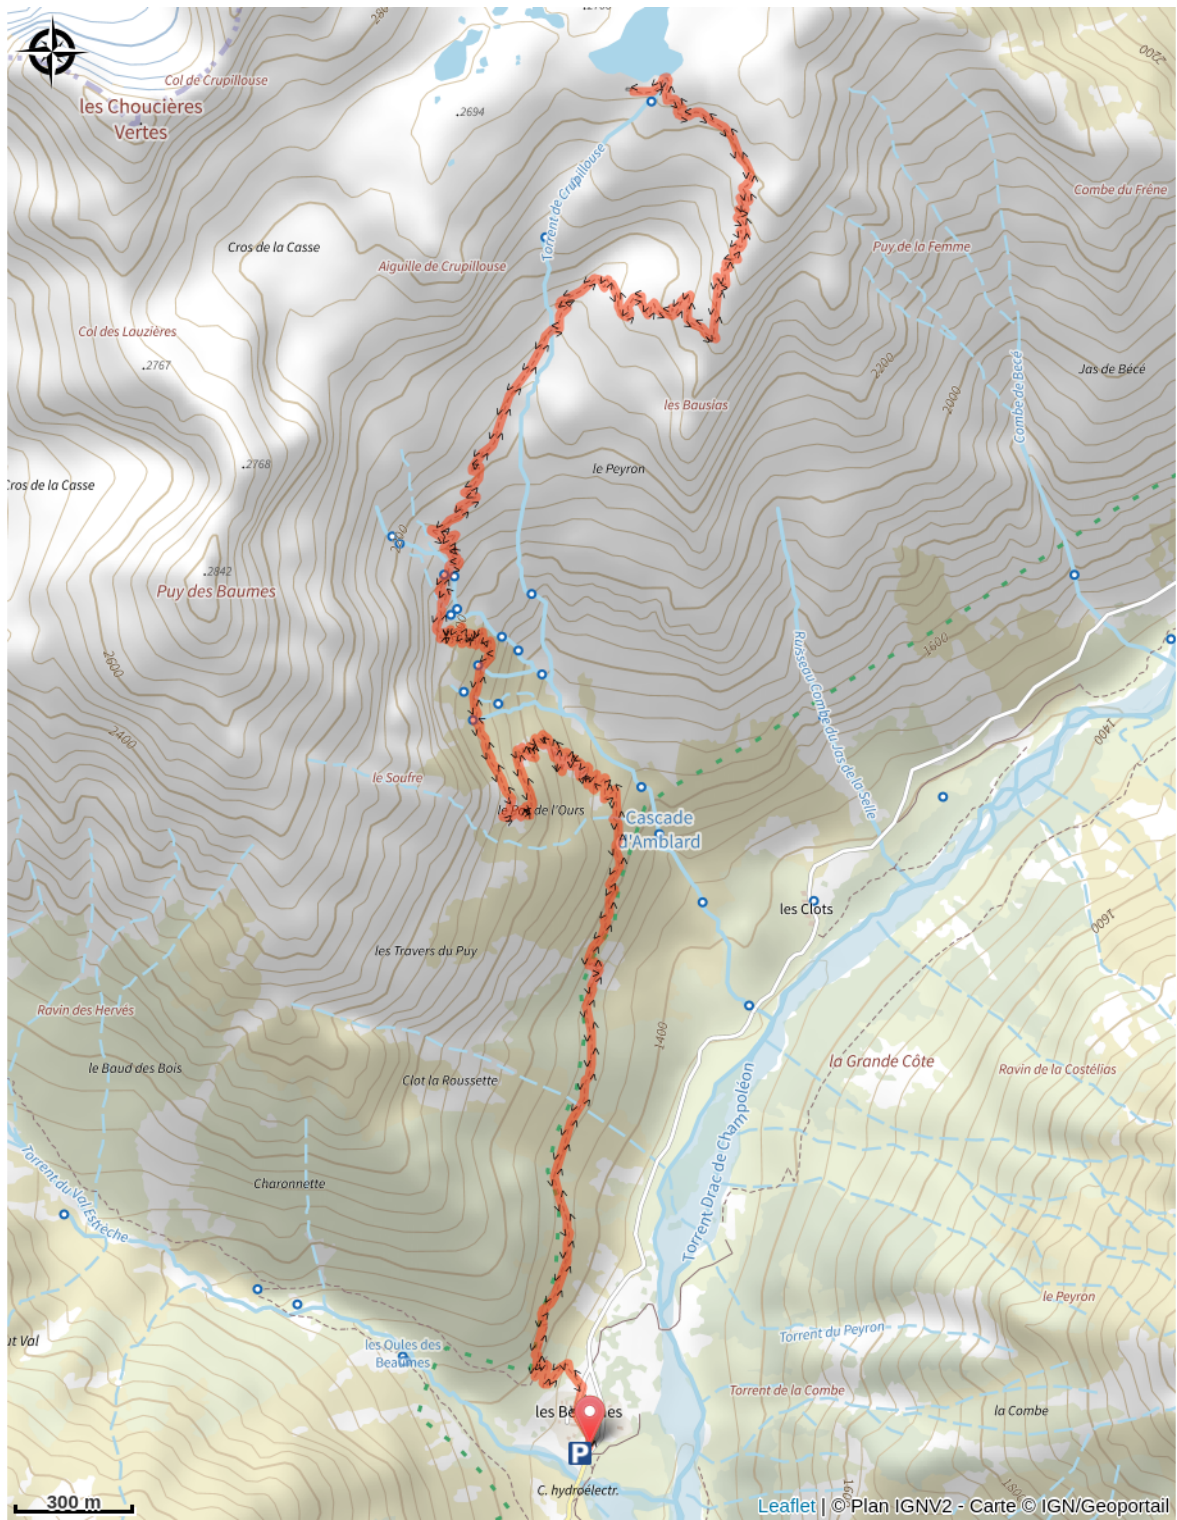 2200
Col de Crupillouse
les Choucières
Vertes
.2694
Torrent de Crupillouse
Combe du Frêne
Cros de la Casse
Puy de la Femme
Aiguille de Crupillouse
Col des Lauzières
.2767
2200
Combe de Bécé
Jas de Bécé
2000
les Bausias
.2768
le Peyron
Cros de la Casse
.2842
Puy des Baumes
2600
1600
Ruisseau Combe du Jas de la Selle
2400
1400
le Soufre
de l'Ours
Cascade
d'Amblard
les Clots
1600
les Travers du Puy
Ravin des Hervés
1400
le Baud des Bois
Clot la Roussette
la Grande Côte
Ravin de la Costélias
Torrent Drac de Champoléon
Torrent du Val Estrèche
Charonnette
le Peyron
ut Val
les Oules des
Beaumes
Torrent du Peyron
Torrent de la Combe
la Combe
P
C. hydroélectr.
300 m
Leaflet | © Plan IGNV2 - Carte © IGN/Geoportail